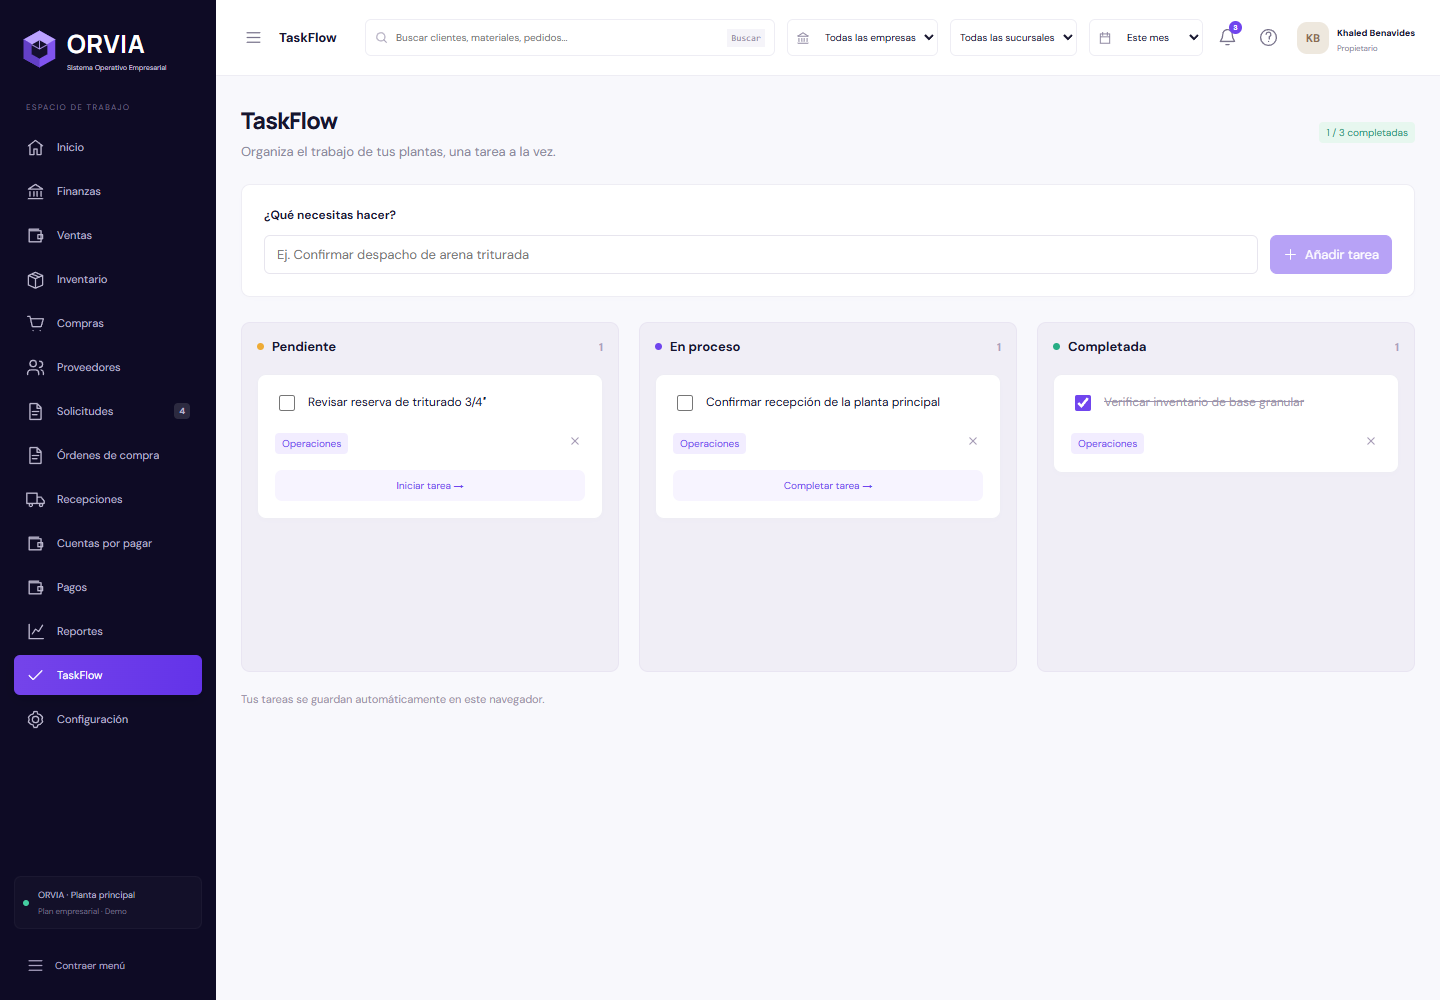 ORVIA
Sistema Operativo Empresarial
ESPACIO DE TRABAJO
Inicio
Finanzas
Ventas
Inventario
Compras
Proveedores
Solicitudes 4
Órdenes de compra
Recepciones
Cuentas por pagar
Pagos
Reportes
TaskFlow
Configuración
ORVIA · Planta principal
Plan empresarial · Demo
Contraer menú
TaskFlow
Buscar clientes, materiales, pedidos...
Buscar
Todas las empresas
Todas las sucursales
Este mes
3
KB
Khaled Benavides
Propietario
TaskFlow
Organiza el trabajo de tus plantas, una tarea a la vez.
1 / 3 completadas
¿Qué necesitas hacer?
Ej. Confirmar despacho de arena triturada
+ Añadir tarea
Pendiente 1
Revisar reserva de triturado 3/4"
Operaciones ×
Iniciar tarea →
En proceso 1
Confirmar recepción de la planta principal
Operaciones ×
Completar tarea →
Completada 1
Verificar inventario de base granular
Operaciones ×
Tus tareas se guardan automáticamente en este navegador.